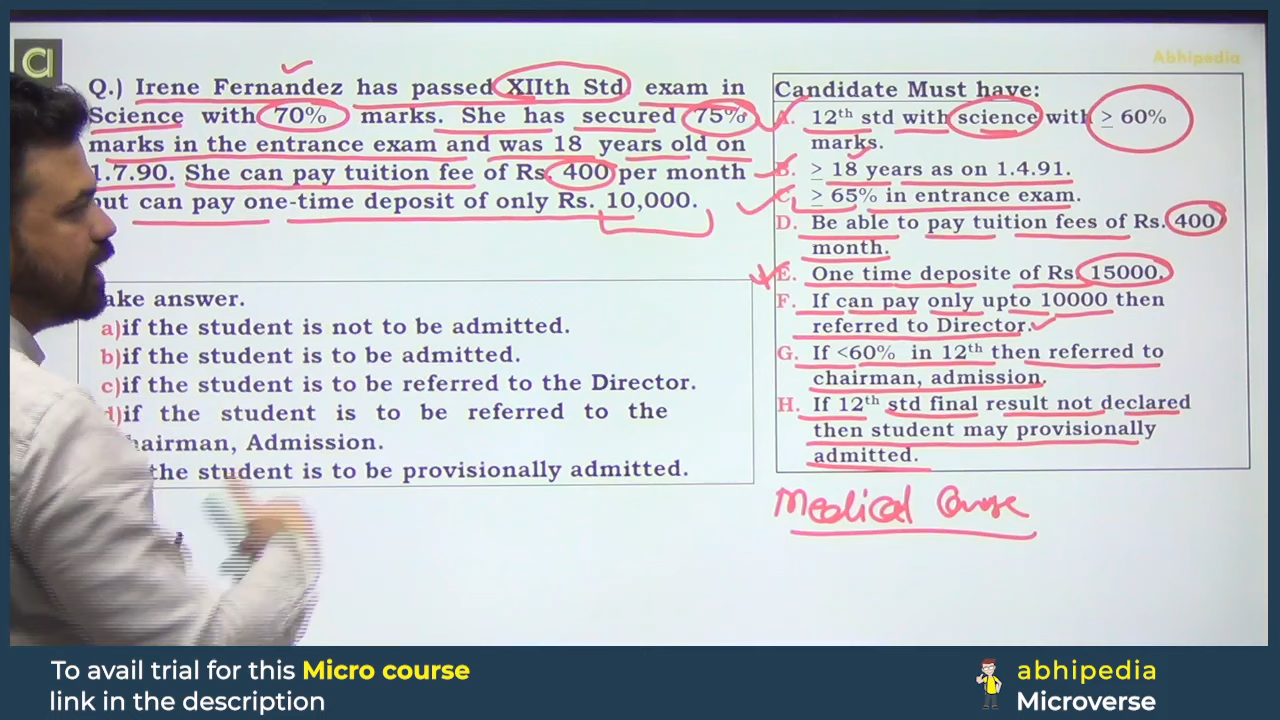 Abhipedia
Q.) Irene Fernandez has passed XIIth Std exam in
Science with 70% marks. She has secured 75%
marks in the entrance exam and was 18 years old on
1.7.90. She can pay tuition fee of Rs. 400 per month
but can pay one-time deposit of only Rs. 10,000.
ake answer.
a)if the student is not to be admitted.
b)if the student is to be admitted.
c)if the student is to be referred to the Director.
d)if the student is to be referred to the
hairman, Admission.
the student is to be provisionally admitted.
Candidate Must have:
A. 12th std with science with ≥ 60%
marks.
B. ≥ 18 years as on 1.4.91.
C. ≥ 65% in entrance exam.
D. Be able to pay tuition fees of Rs. 400
month.
E. One time deposite of Rs. 15000.
F. If can pay only upto 10000 then
referred to Director.
G. If <60% in 12th then referred to
chairman, admission.
H. If 12th std final result not declared
then student may provisionally
admitted.
Medical Course
To avail trial for this Micro course
link in the description
abhipedia
Microverse